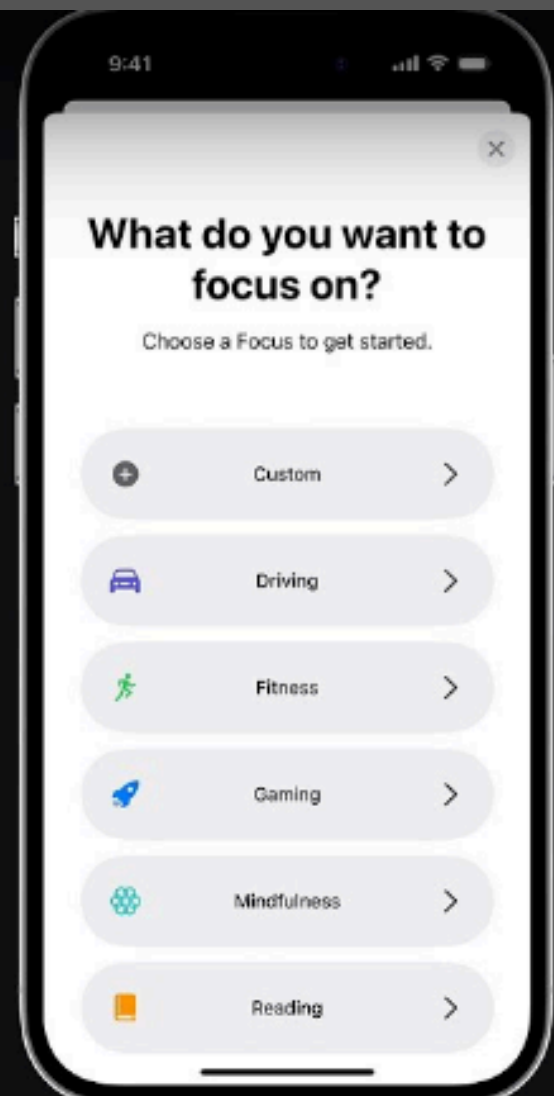 9:41
What do you want to
focus on?
Choose a Focus to get started.
Custom
Driving
Fitness
Gaming
Mindfulness
Reading